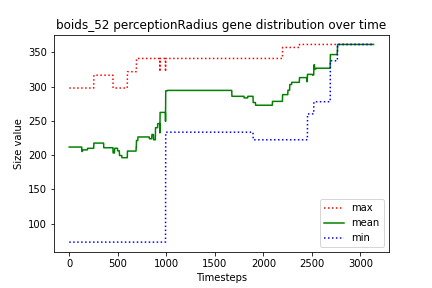 boids_52 perceptionRadius gene distribution over time
350
300
250
200
150
100
Size value
0
500
1000
1500
2000
2500
3000
Timesteps
max
mean
min